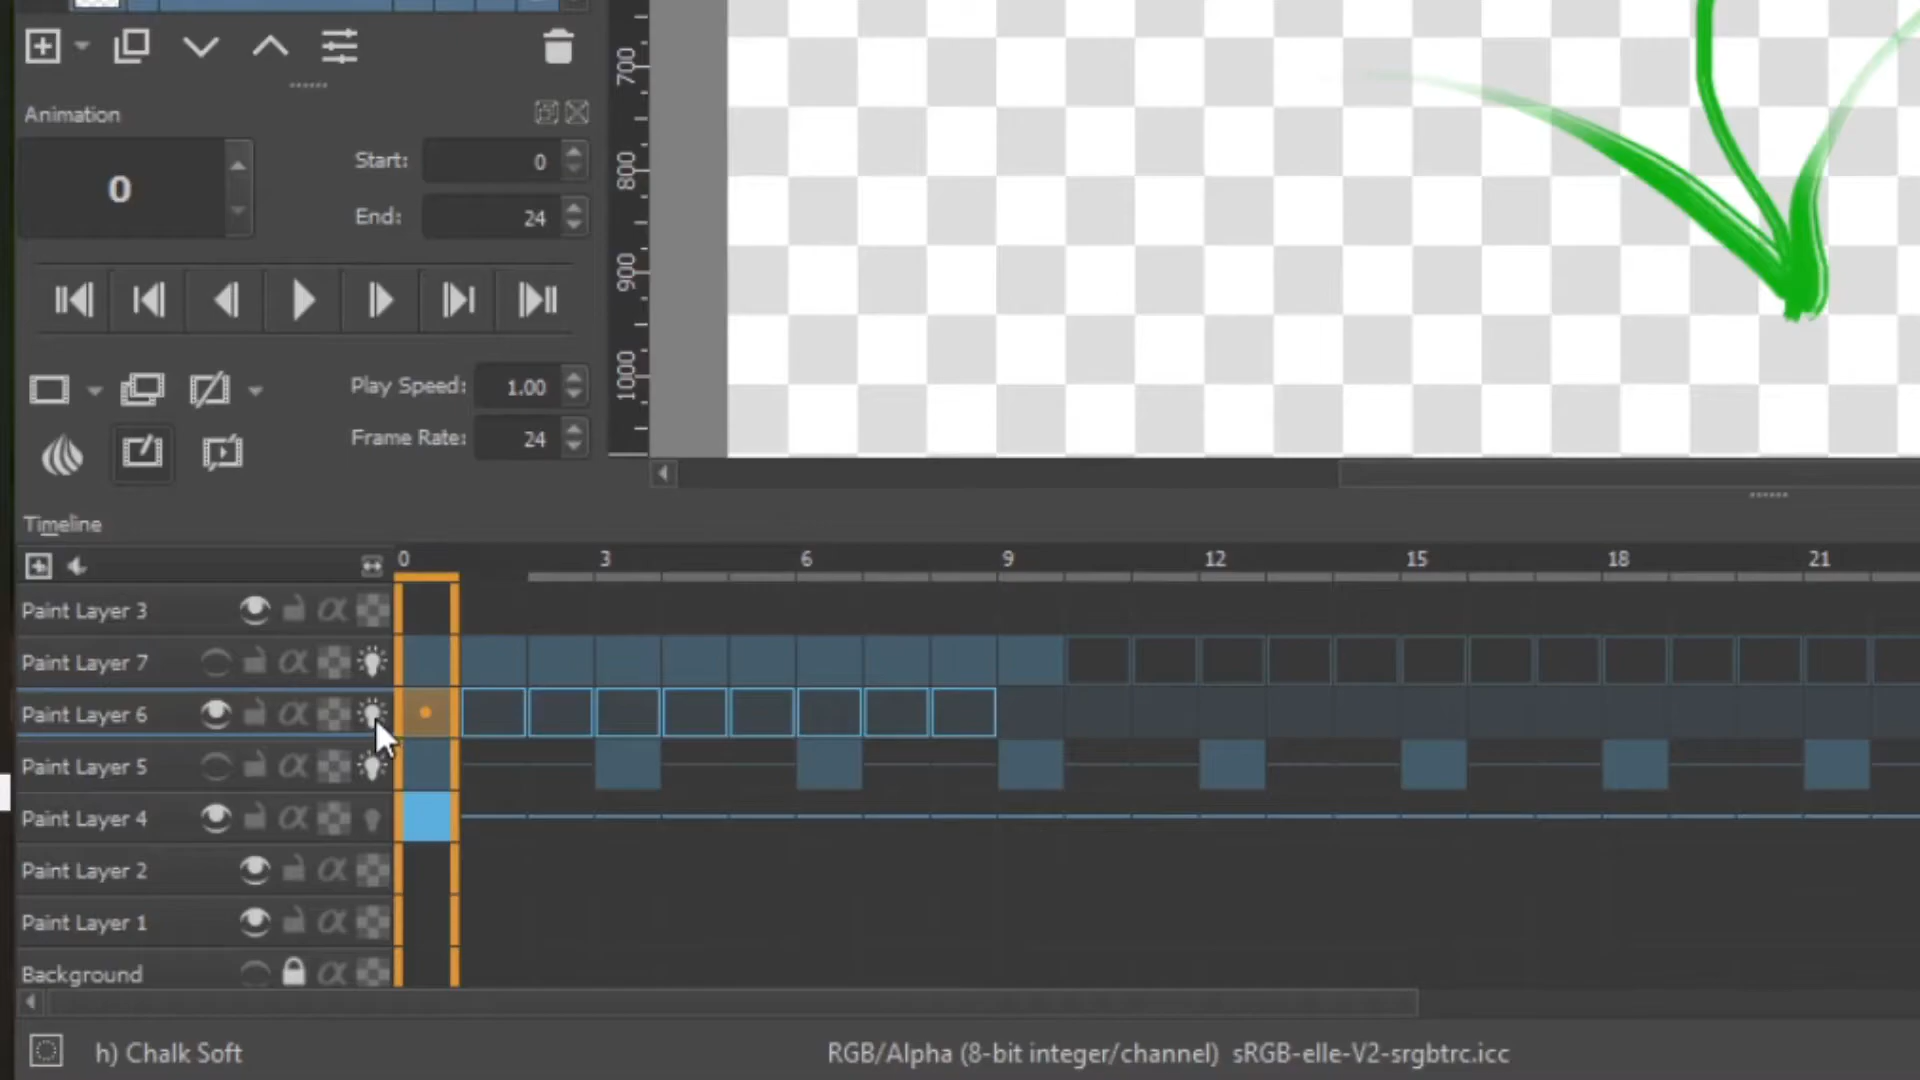 Animation
0
Start: 0
End: 24
Play Speed: 1.00
Frame Rate: 24
700
800
900
1000
Timeline
0 3 6 9 12 15 18 21
Paint Layer 3 α
Paint Layer 7 α
Paint Layer 6 α
Paint Layer 5 α
Paint Layer 4 α
Paint Layer 2 α
Paint Layer 1 α
Background α
h) Chalk Soft
RGB/Alpha (8-bit integer/channel) sRGB-elle-V2-srgbtrc.icc